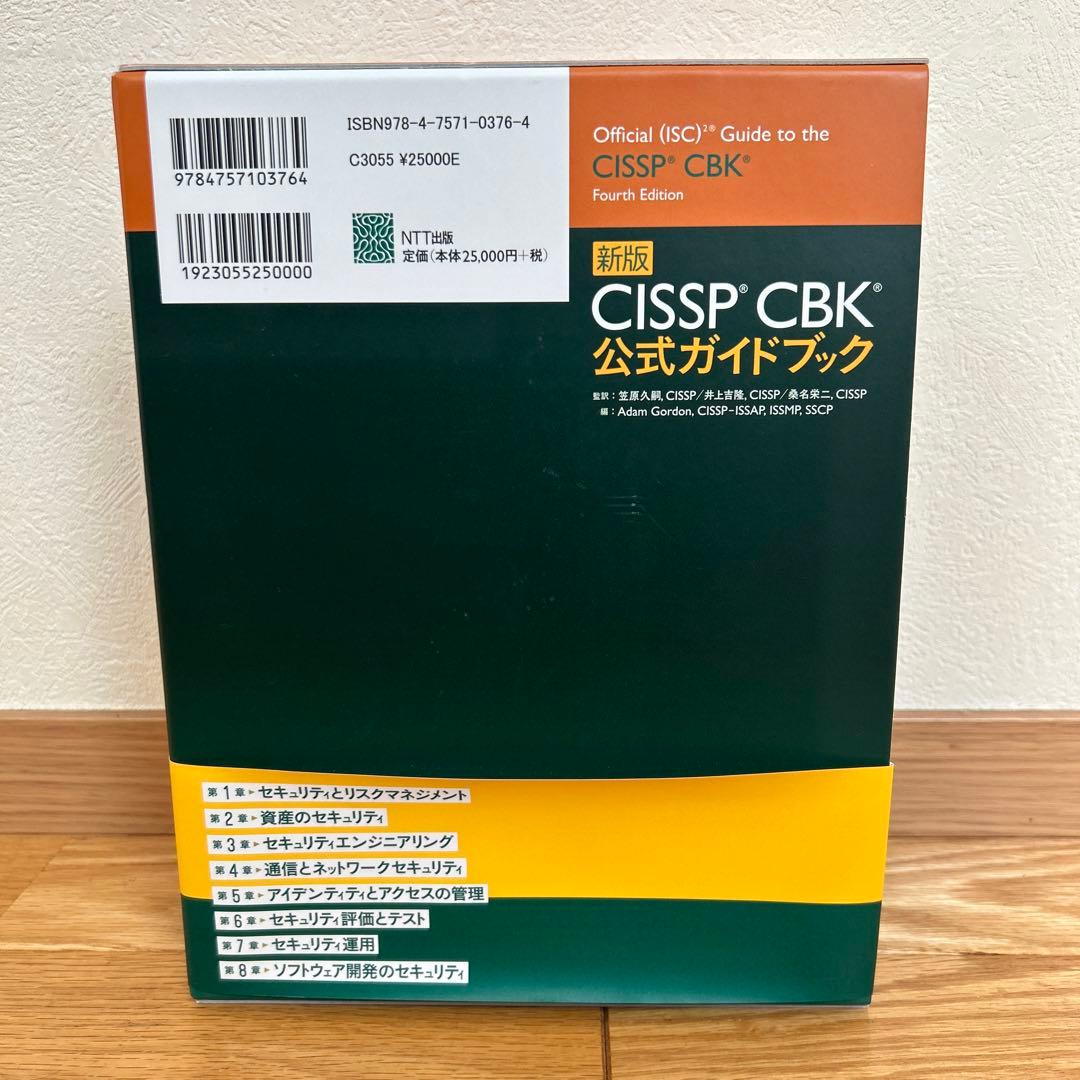 ISBN978-4-7571-0376-4
C3055 ¥25000E
9784757103764
1923055250000
NTT出版
定価(本体25,000円+税)
Official (ISC)²® Guide to the
CISSP® CBK®
Fourth Edition
新版
CISSP® CBK®
公式ガイドブック
監訳:笠原久嗣, CISSP/井上吉隆, CISSP/桑名栄二, CISSP
編:Adam Gordon, CISSP-ISSAP, ISSMP, SSCP
第1章▶セキュリティとリスクマネジメント
第2章▶資産のセキュリティ
第3章▶セキュリティエンジニアリング
第4章▶通信とネットワークセキュリティ
第5章▶アイデンティティとアクセスの管理
第6章▶セキュリティ評価とテスト
第7章▶セキュリティ運用
第8章▶ソフトウェア開発のセキュリティ